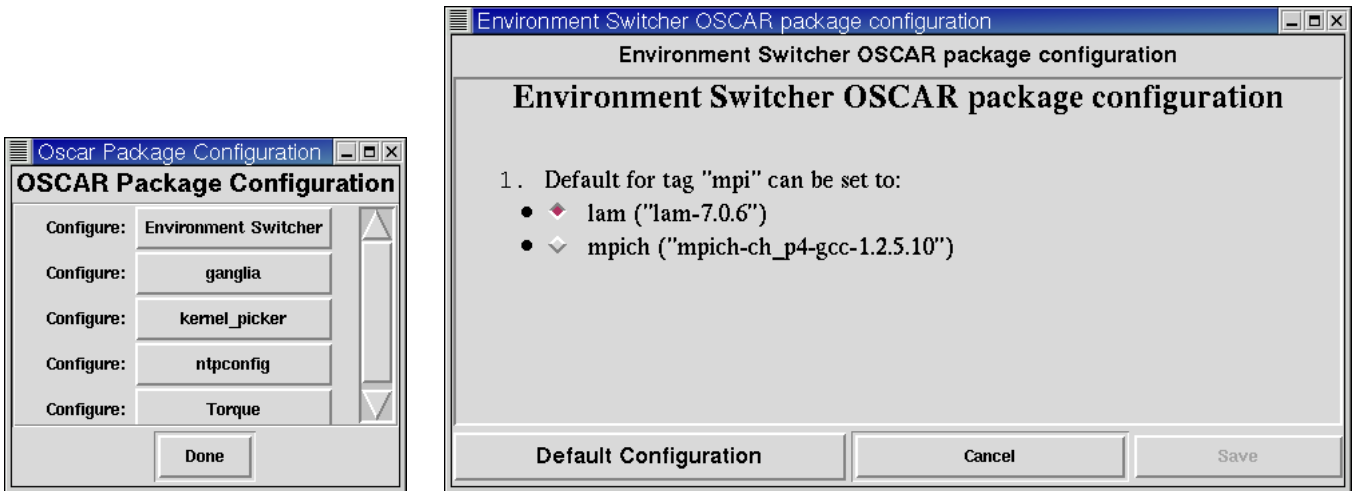 Oscar Package Configuration
OSCAR Package Configuration
Configure: Environment Switcher
Configure: ganglia
Configure: kernel_picker
Configure: ntpconfig
Configure: Torque
Done
Environment Switcher OSCAR package configuration
Environment Switcher OSCAR package configuration
Environment Switcher OSCAR package configuration
1. Default for tag "mpi" can be set to:
lam ("lam-7.0.6")
mpich ("mpich-ch_p4-gcc-1.2.5.10")
Default Configuration Cancel Save